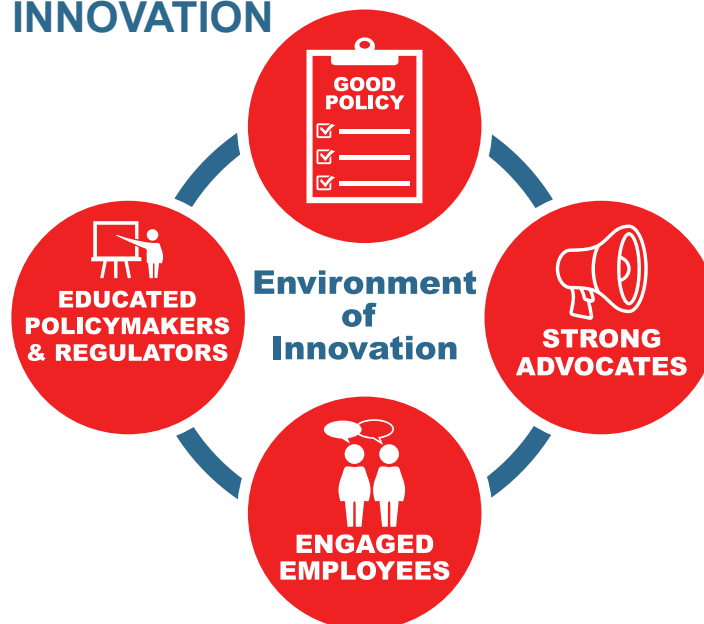 INNOVATION
GOOD
POLICY
EDUCATED
POLICYMAKERS
& REGULATORS
Environment
of
Innovation
STRONG
ADVOCATES
ENGAGED
EMPLOYEES